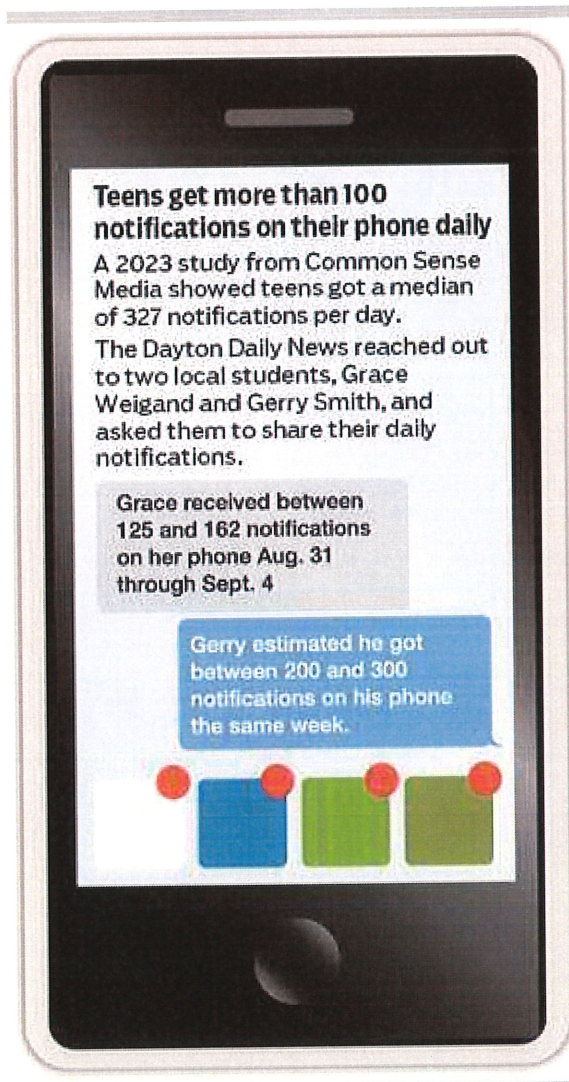 Teens get more than 100
notifications on their phone daily
A 2023 study from Common Sense
Media showed teens got a median
of 327 notifications per day.
The Dayton Daily News reached out
to two local students, Grace
Weigand and Gerry Smith, and
asked them to share their daily
notifications.
Grace received between
125 and 162 notifications
on her phone Aug. 31
through Sept. 4
Gerry estimated he got
between 200 and 300
notifications on his phone
the same week.